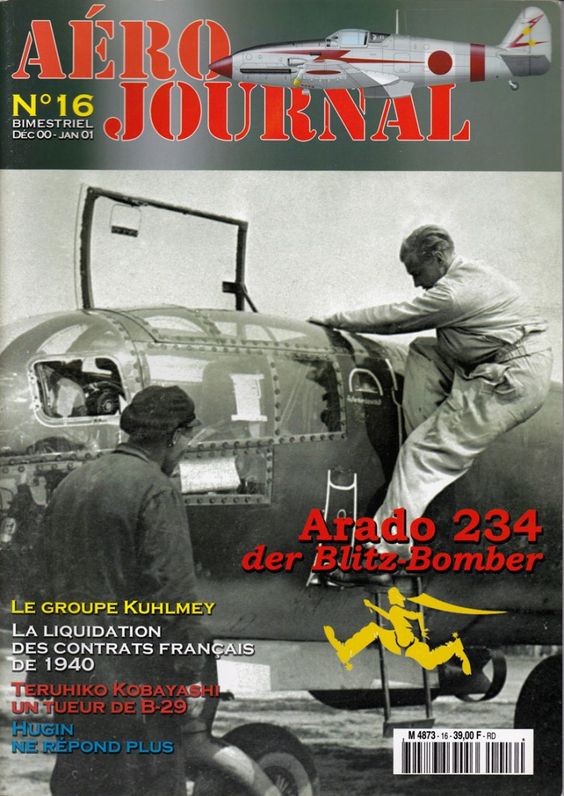 AÉRO
JOURNAL
N° 16
BIMESTRIEL
DÉC 00 - JAN 01
Arado 234
der Blitz-Bomber
LE GROUPE KUHLMEY
LA LIQUIDATION
DES CONTRATS FRANÇAIS
DE 1940
TERUHIKO KOBAYASHI
UN TUEUR DE B-29
HUGIN
NE RÉPOND PLUS
M 4873 - 16 - 39,00 F - RD